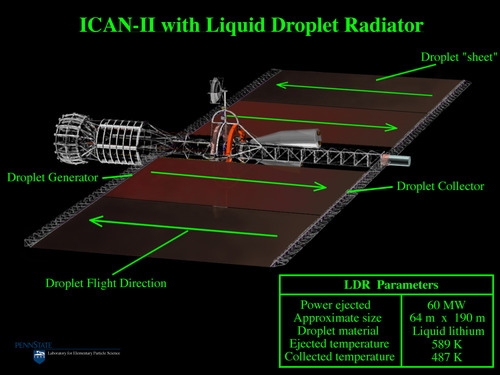 ICAN-II with Liquid Droplet Radiator
Droplet "sheet"
Droplet Generator
Droplet Collector
Droplet Flight Direction
LDR Parameters
Power ejected 60 MW
Approximate size 64 m x 190 m
Droplet material Liquid lithium
Ejected temperature 589 K
Collected temperature 487 K
PENNSTATE
Laboratory for Elementary Particle Science